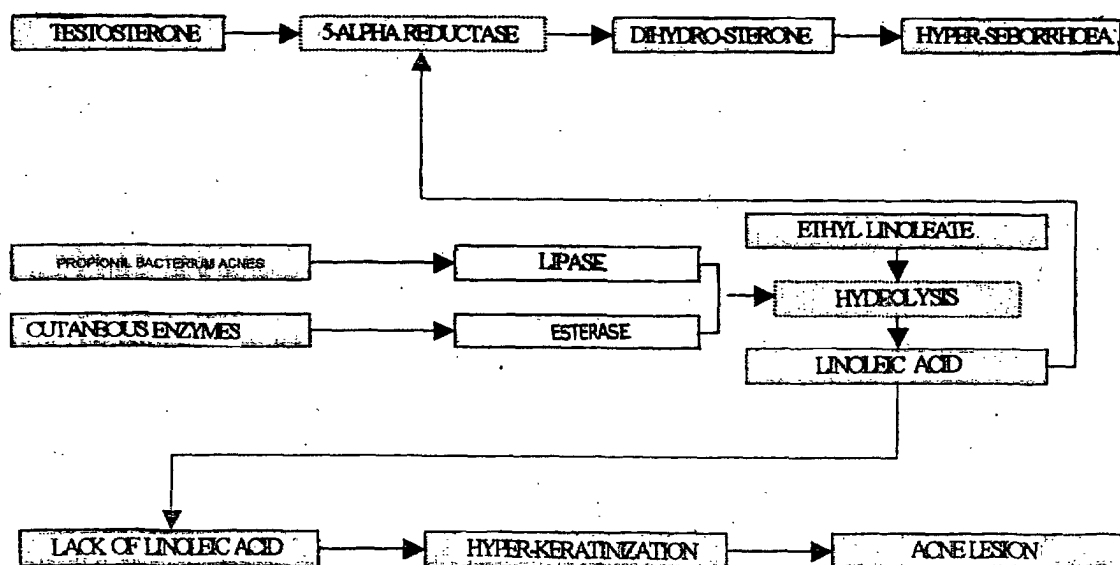 TESTOSTERONE
5-ALPHA REDUCTASE
DIHYDRO-STERONE
HYPER-SEBORRHOEA
ETHYL LINOLEATE
PROPIONIL BACTERIUM ACNES
LIPASE
HYDEOLYSIS
CUTANEOUS ENZYMES
ESTERASE
LINOLEIC ACID
LACK OF LINOLEIC ACID
HYPER-KERATINIZATION
ACNE LESION